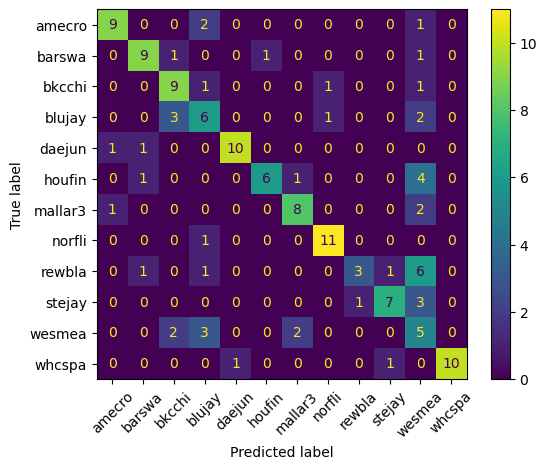 amecro 9 0 0 2 0 0 0 0 0 0 1 0
barswa 0 9 1 0 0 1 0 0 0 0 1 0
bkcchi 0 0 9 1 0 0 0 1 0 0 1 0
blujay 0 0 3 6 0 0 0 1 0 0 2 0
daejun 1 1 0 0 10 0 0 0 0 0 0 0
houfin 0 1 0 0 0 6 1 0 0 0 4 0
mallar3 1 0 0 0 0 0 8 0 0 0 2 0
norfli 0 0 0 1 0 0 0 11 0 0 0 0
rewbla 0 1 0 1 0 0 0 0 3 1 6 0
stejay 0 0 0 0 0 0 0 0 1 7 3 0
wesmea 0 0 2 3 0 0 2 0 0 0 5 0
whcspa 0 0 0 0 1 0 0 0 0 1 0 10
True label
amecro barswa bkcchi blujay daejun houfin mallar3 norfli rewbla stejay wesmea whcspa
Predicted label
10
8
6
4
2
0